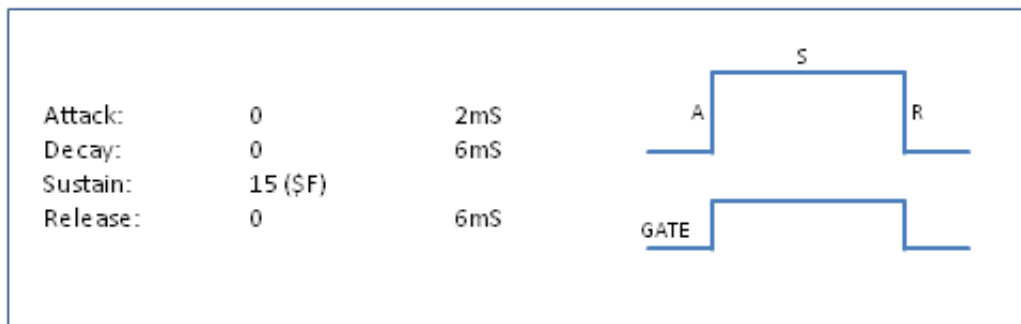 S
Attack: 0 2mS A R
Decay: 0 6mS
Sustain: 15 ($F)
Release: 0 6mS
GATE